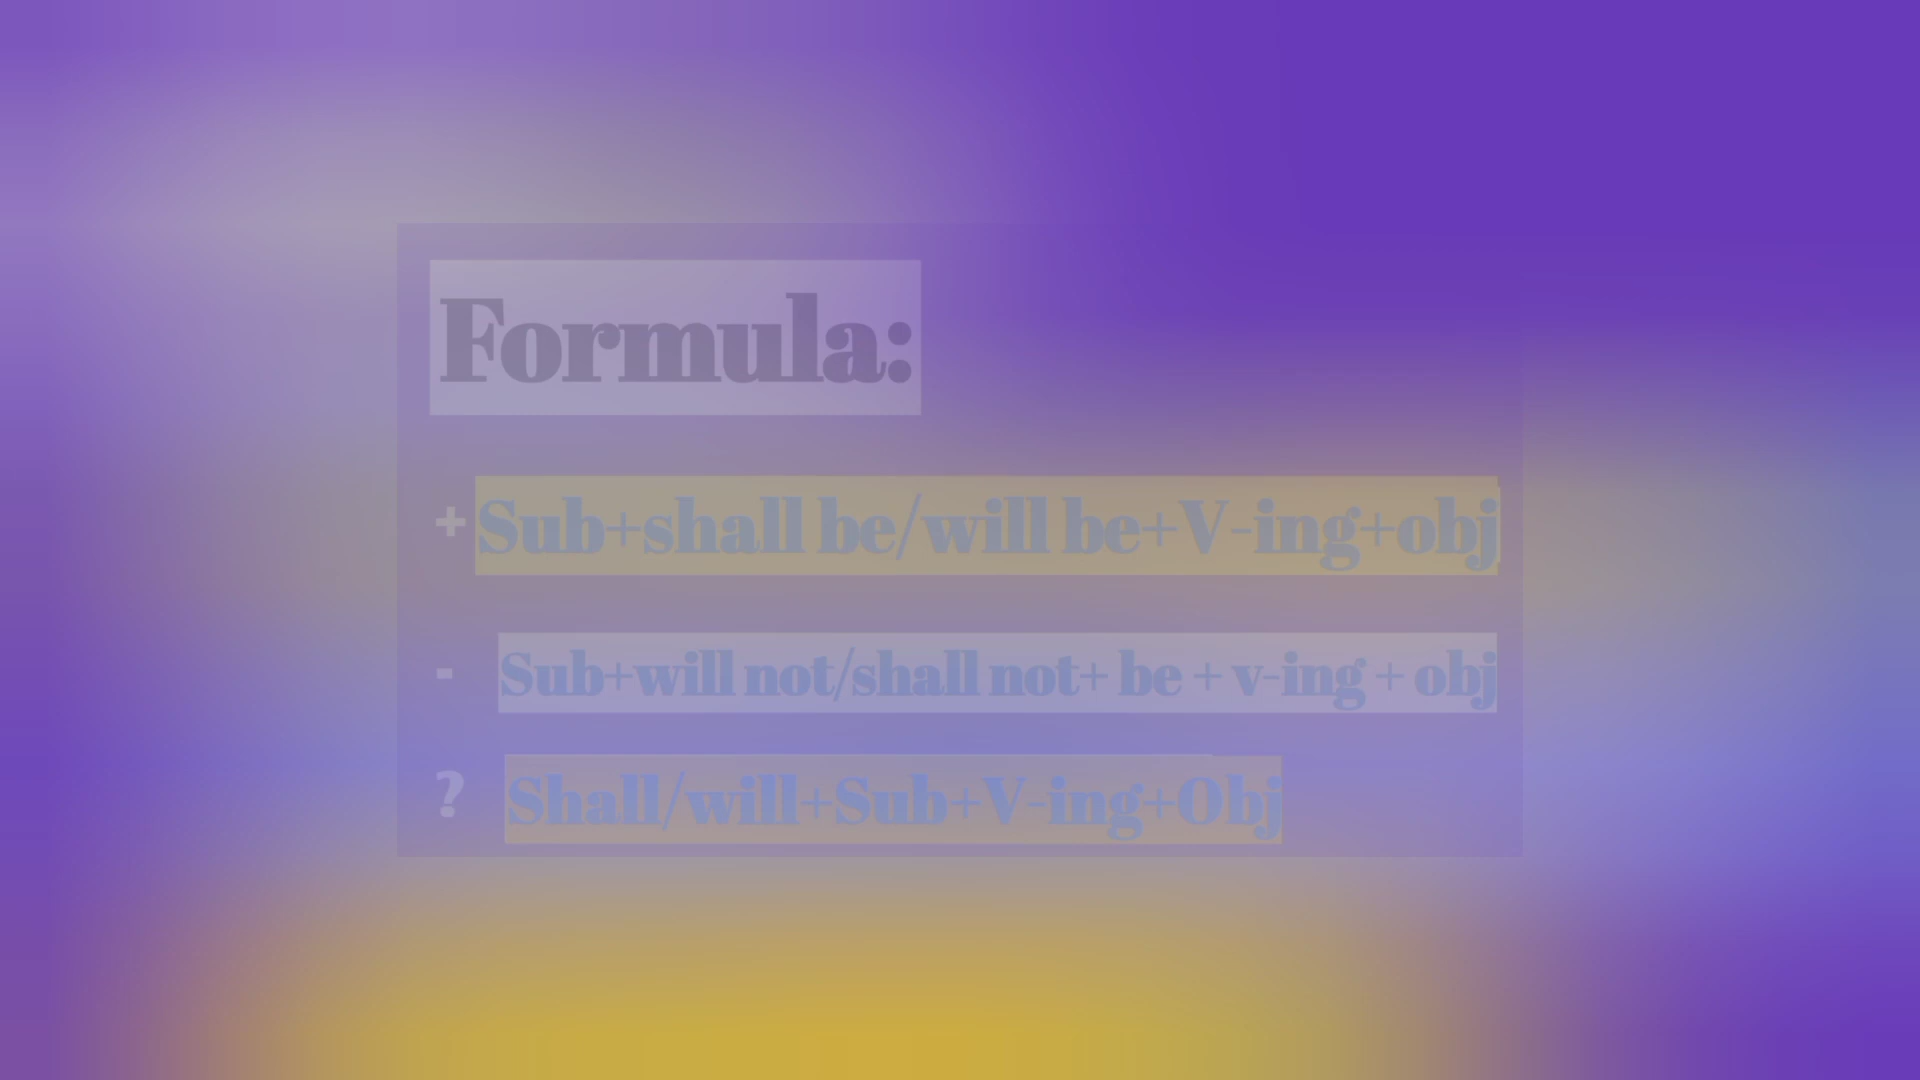 Formula:
+ Sub+shall be/will be+V-ing+obj
- Sub+will not/shall not+ be + v-ing + obj
? Shall/will+Sub+V-ing+Obj